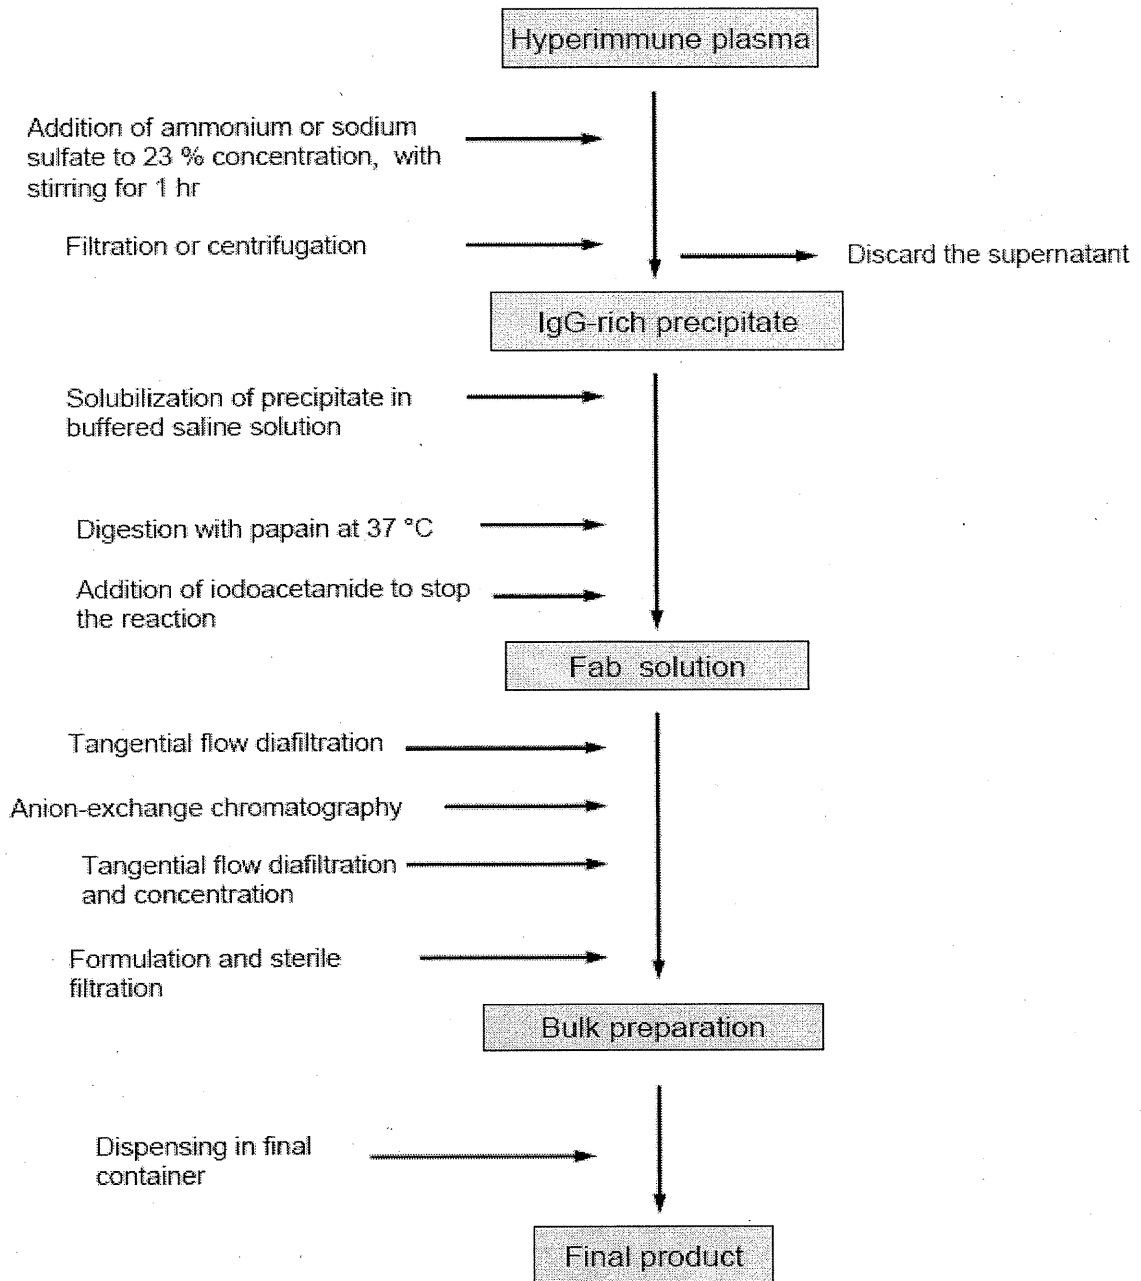 Hyperimmune plasma
Addition of ammonium or sodium
sulfate to 23 % concentration, with
stirring for 1 hr
Filtration or centrifugation
Discard the supernatant
IgG-rich precipitate
Solubilization of precipitate in
buffered saline solution
Digestion with papain at 37 °C
Addition of iodoacetamide to stop
the reaction
Fab solution
Tangential flow diafiltration
Anion-exchange chromatography
Tangential flow diafiltration
and concentration
Formulation and sterile
filtration
Bulk preparation
Dispensing in final
container
Final product